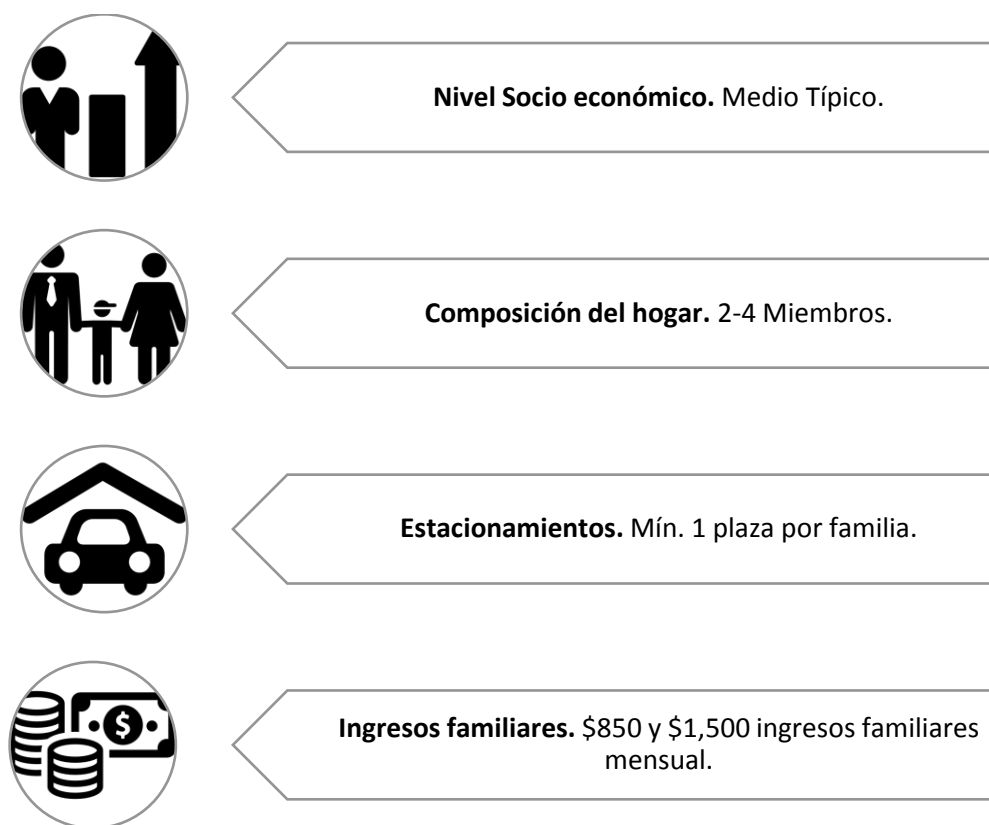 Nivel Socio económico. Medio Típico.
Composición del hogar. 2-4 Miembros.
Estacionamientos. Mín. 1 plaza por familia.
$
Ingresos familiares. $850 y $1,500 ingresos familiares
mensual.